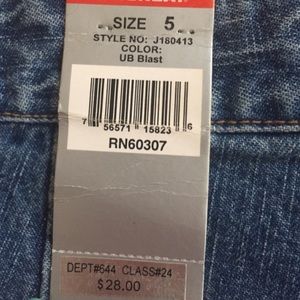 SIZE 5
STYLE NO: J180413
COLOR:
UB Blast
7 56571 15823 6
RN60307
DEPT#644 CLASS#24
$28.00